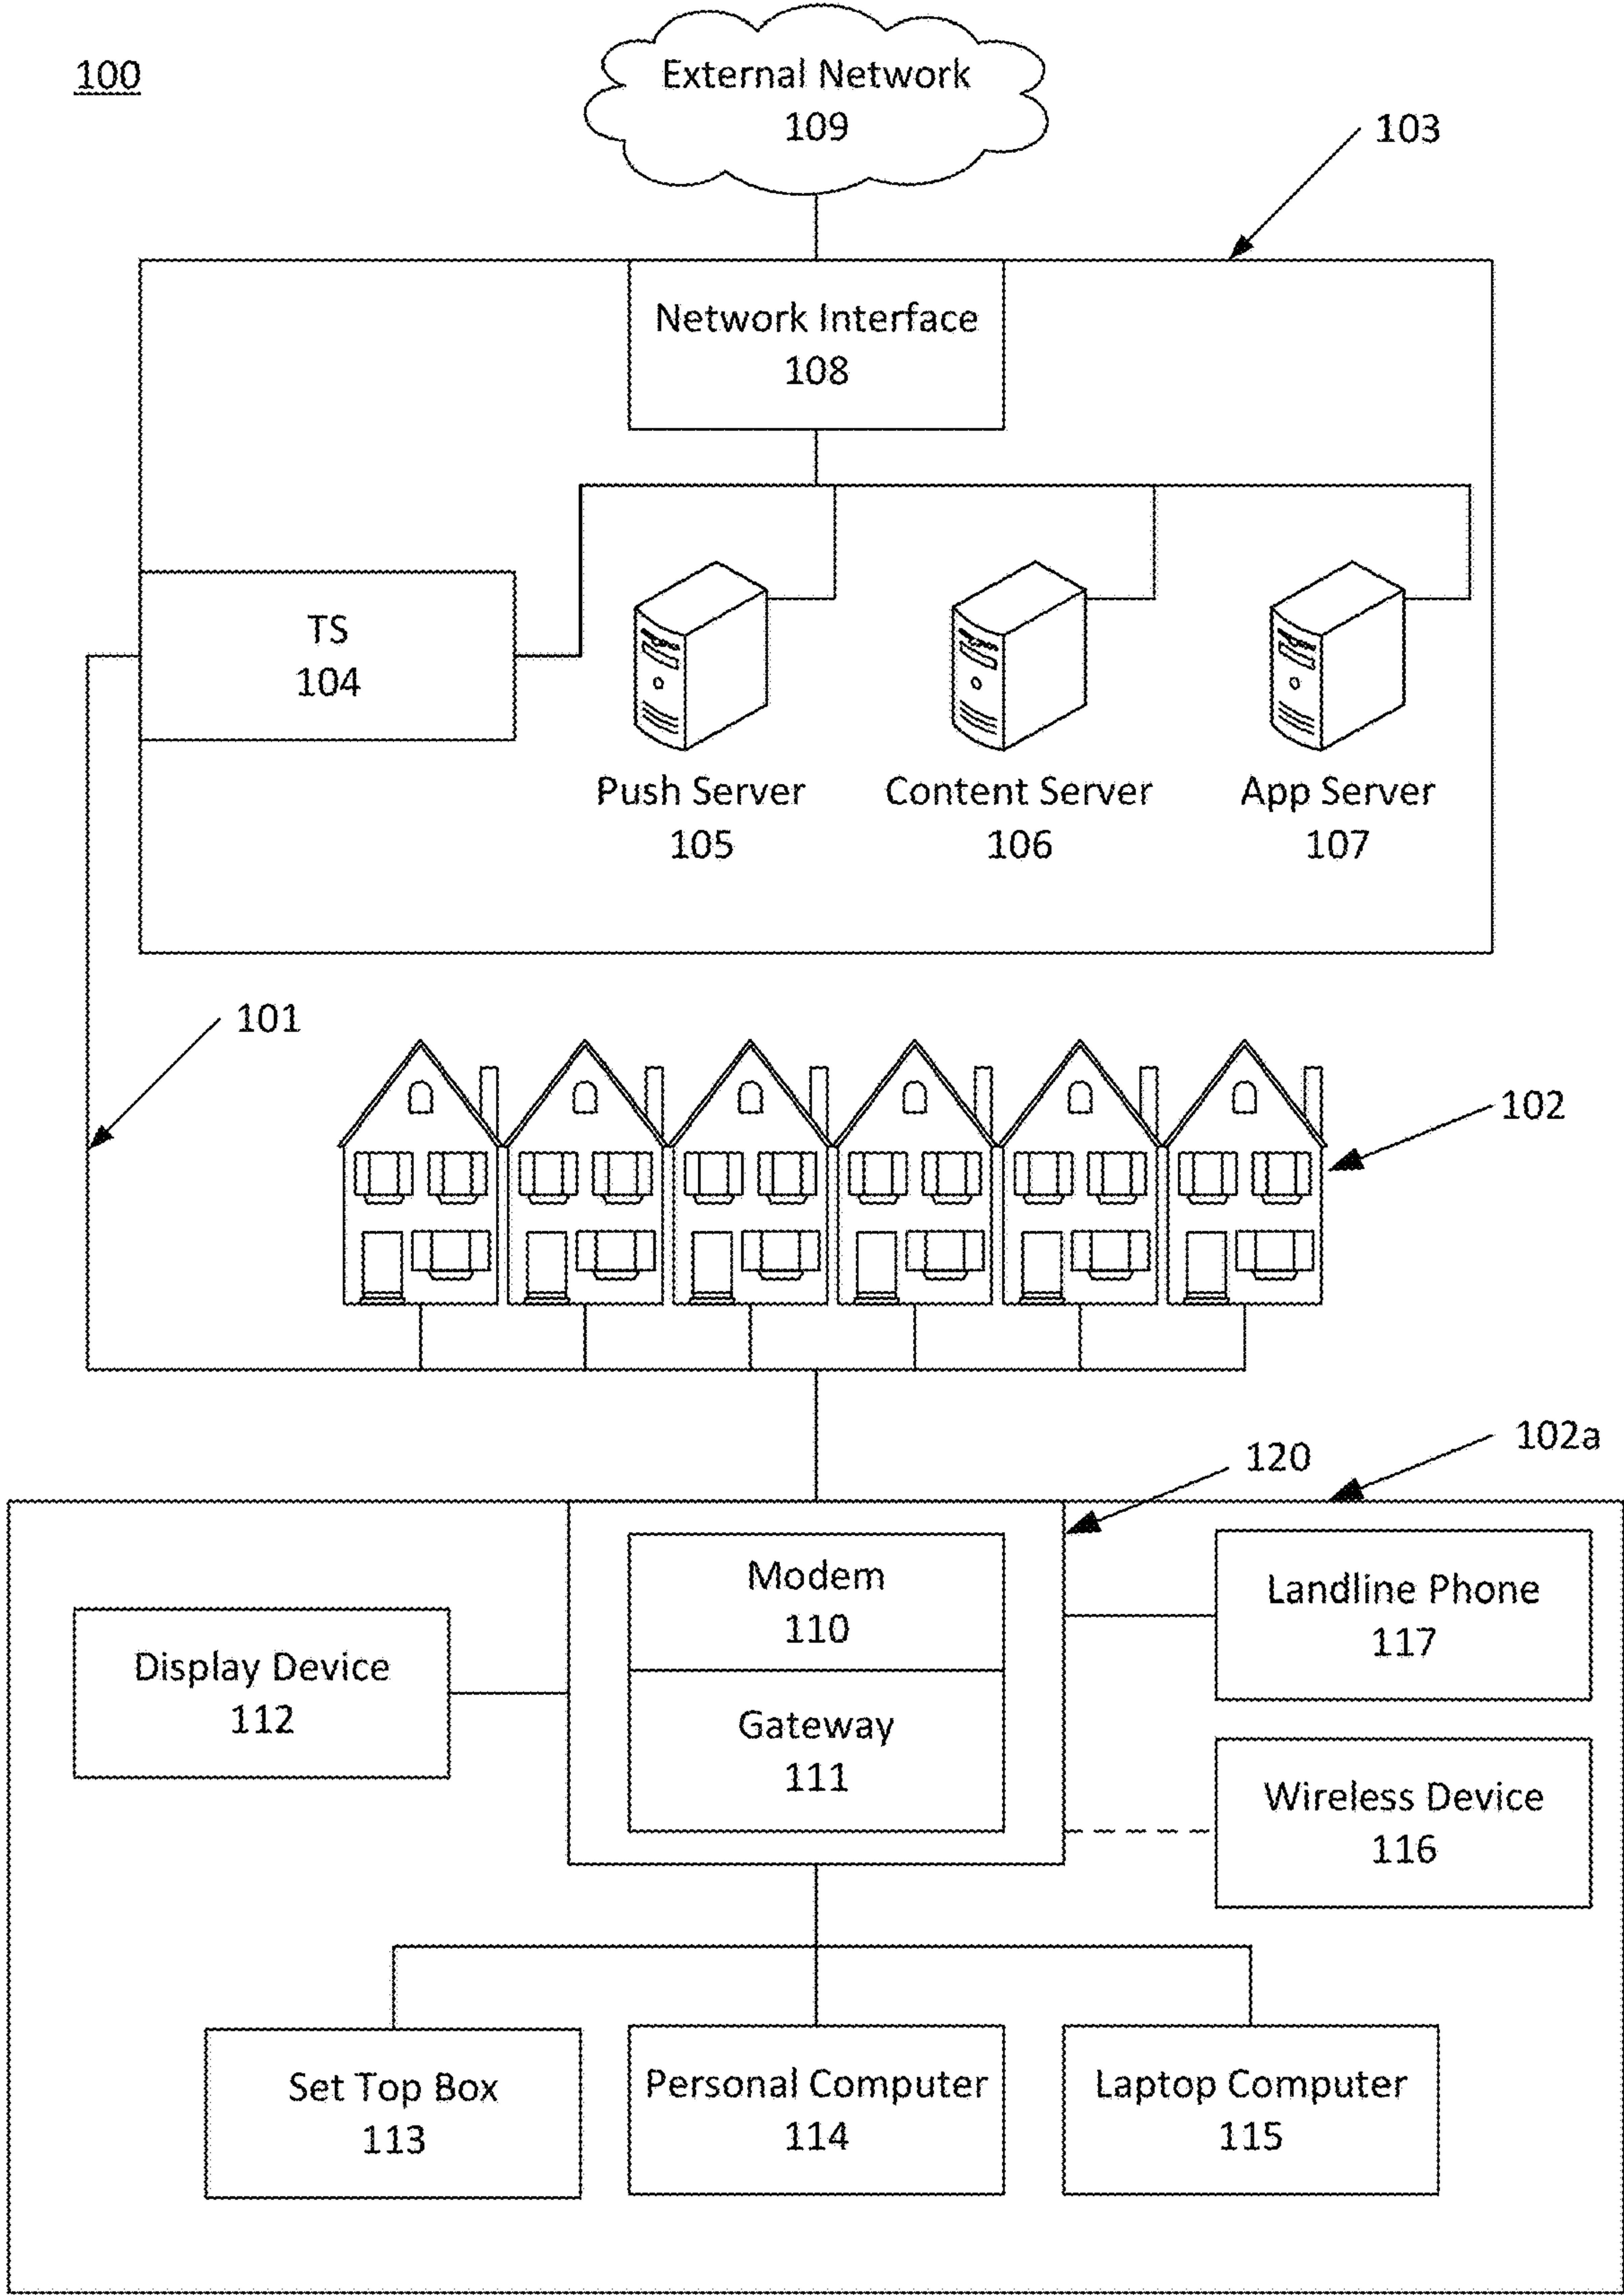 100
External Network
109
103
Network Interface
108
TS
104
Push Server
105
Content Server
106
App Server
107
101
102
102a
120
Modem
110
Landline Phone
117
Display Device
112
Gateway
111
Wireless Device
116
Set Top Box
113
Personal Computer
114
Laptop Computer
115